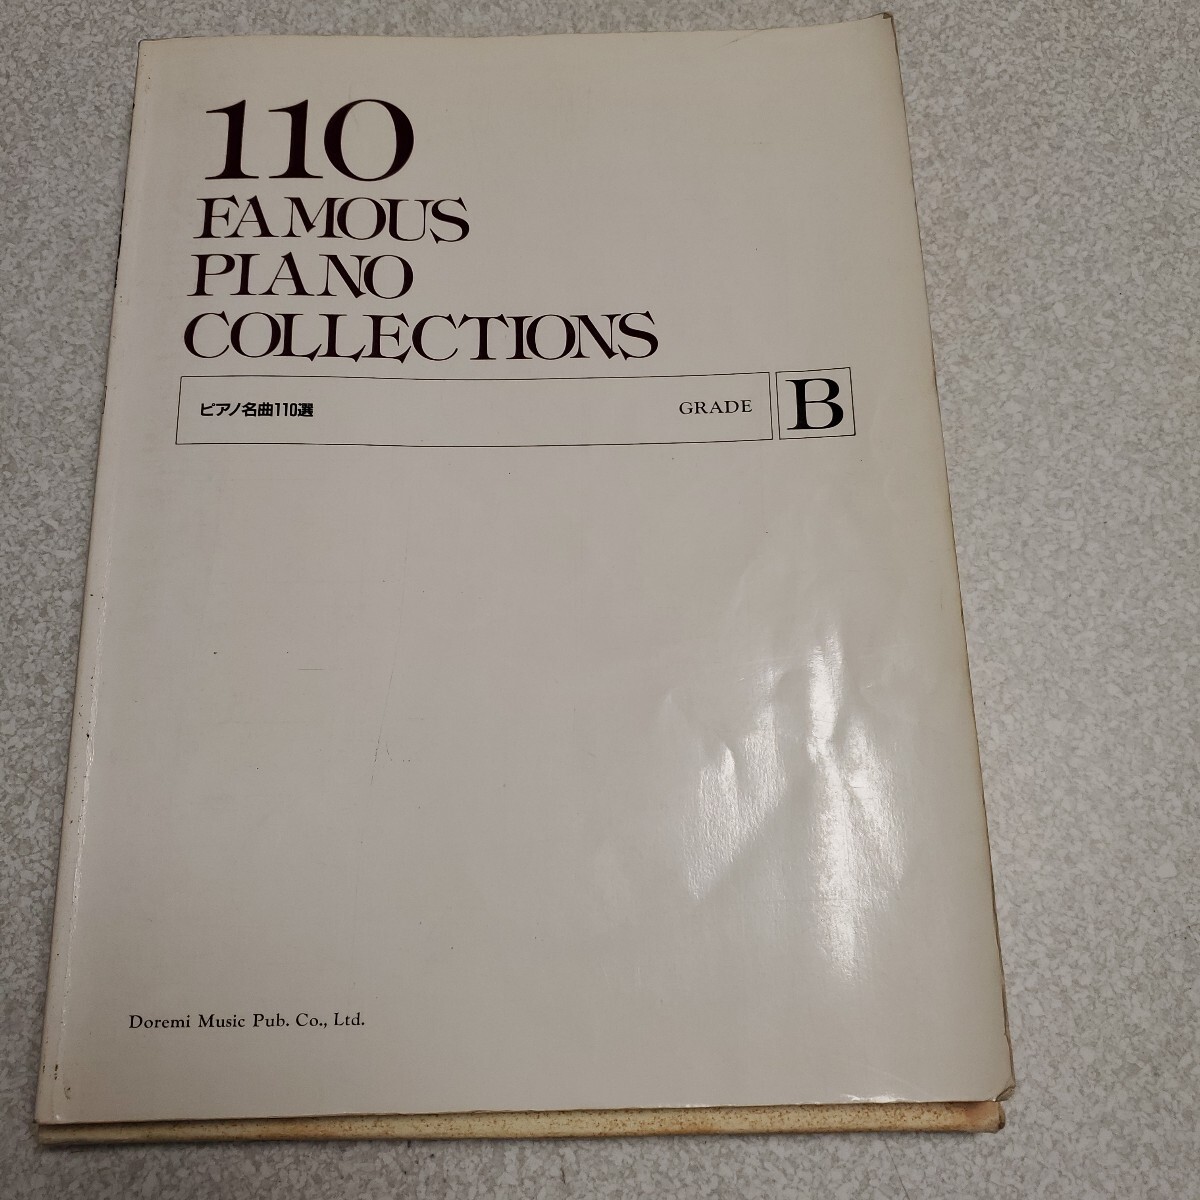 110
FAMOUS
PIANO
COLLECTIONS
ピアノ名曲110選
GRADE B
Doremi Music Pub. Co., Ltd.